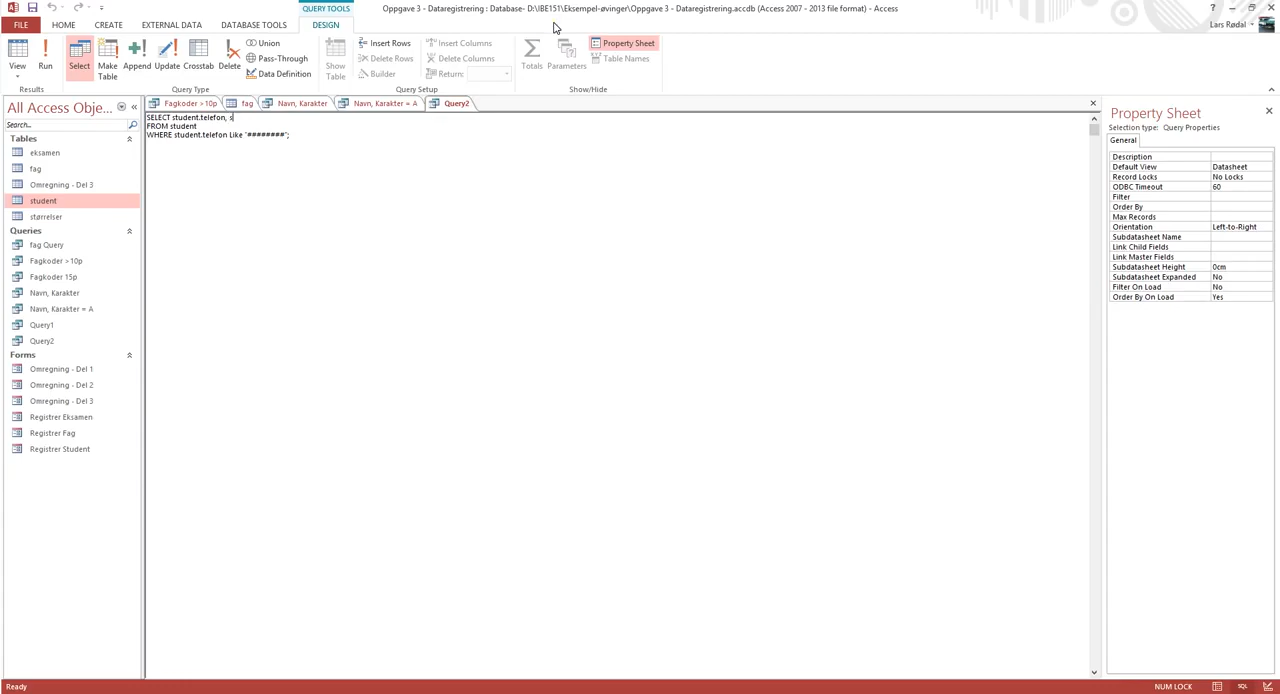 QUERY TOOLS
Oppgave 3 - Dataregistrering : Database- D:\IBE151\Eksempel-øvinger\Oppgave 3 - Dataregistrering.accdb (Access 2007 - 2013 file format) - Access
FILE HOME CREATE EXTERNAL DATA DATABASE TOOLS DESIGN
Lars Rødal
View Run Select Make Table Append Update Crosstab Delete
Union
Pass-Through
Data Definition
Show Table
Insert Rows
Delete Rows
Builder
Insert Columns
Delete Columns
Return:
Totals Parameters
Property Sheet
Table Names
Results Query Type Query Setup Show/Hide
All Access Obje...
Search...
Tables
eksamen
fag
Omregning - Del 3
student
størrelser
Queries
fag Query
Fagkoder >10p
Fagkoder 15p
Navn, Karakter
Navn, Karakter = A
Query1
Query2
Forms
Omregning - Del 1
Omregning - Del 2
Omregning - Del 3
Registrer Eksamen
Registrer Fag
Registrer Student
Fagkoder >10p fag Navn, Karakter Navn, Karakter = A Query2
SELECT student.telefon, s
FROM student
WHERE student.telefon Like "########";
Property Sheet
Selection type: Query Properties
General
Description
Default View Datasheet
Record Locks No Locks
ODBC Timeout 60
Filter
Order By
Max Records
Orientation Left-to-Right
Subdatasheet Name
Link Child Fields
Link Master Fields
Subdatasheet Height 0cm
Subdatasheet Expanded No
Filter On Load No
Order By On Load Yes
Ready
NUM LOCK
SQL